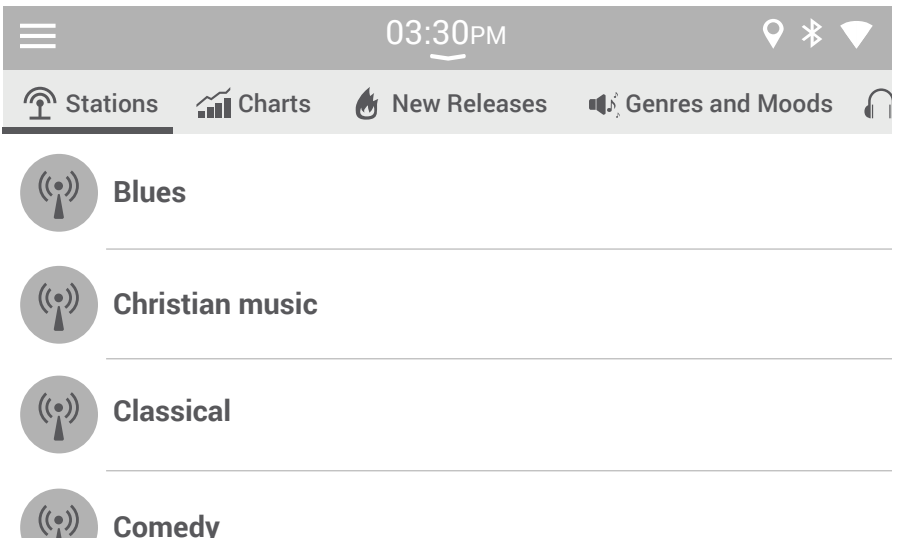 03:30PM
Stations Charts New Releases Genres and Moods
Blues
Christian music
Classical
Comedy